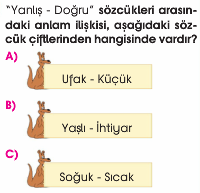 "Yanlış - Doğru" sözcükleri arasın-
daki anlam ilişkisi, aşağıdaki söz-
cük çiftlerinden hangisinde vardır?
A)
Ufak - Küçük
B)
Yaşlı - İhtiyar
C)
Soğuk - Sıcak